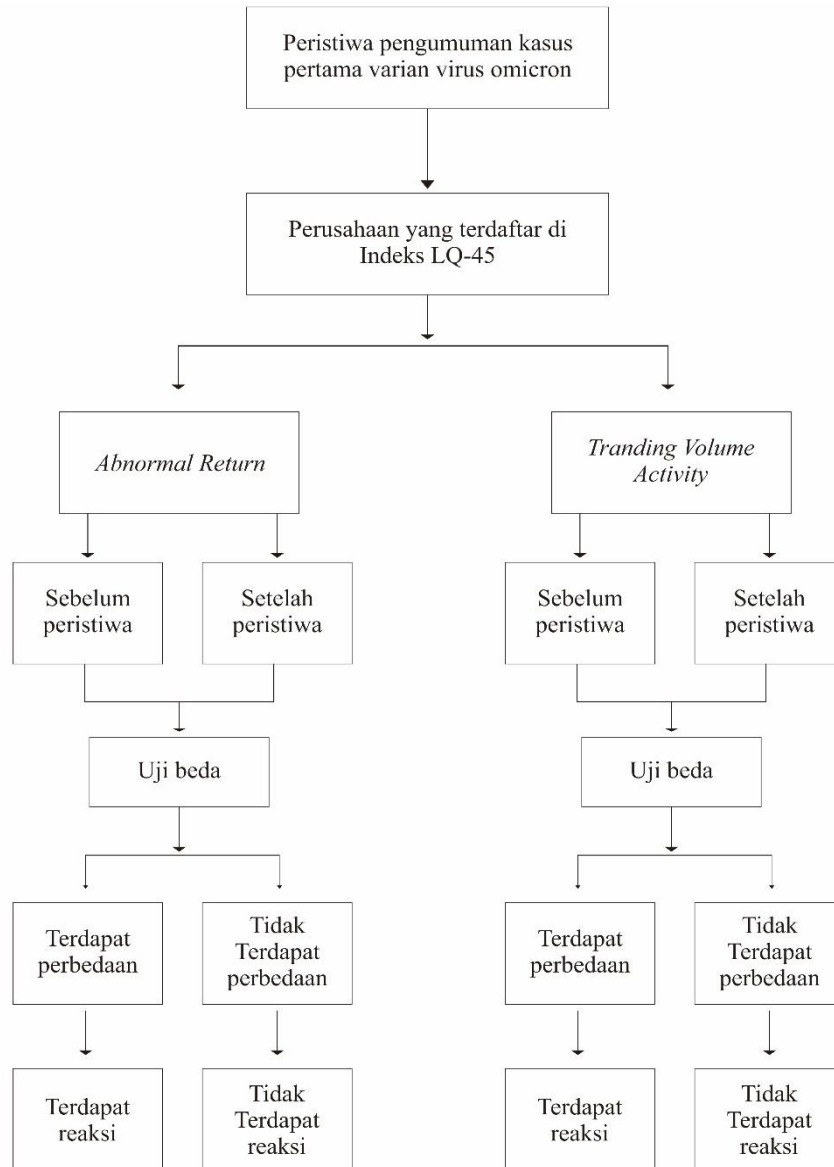 Peristiwa pengumuman kasus
pertama varian virus omicron
Perusahaan yang terdaftar di
Indeks LQ-45
Abnormal Return
Tranding Volume
Activity
Sebelum
peristiwa
Setelah
peristiwa
Sebelum
peristiwa
Setelah
peristiwa
Uji beda
Uji beda
Terdapat
perbedaan
Tidak
Terdapat
perbedaan
Terdapat
perbedaan
Tidak
Terdapat
perbedaan
Terdapat
reaksi
Tidak
Terdapat
reaksi
Terdapat
reaksi
Tidak
Terdapat
reaksi